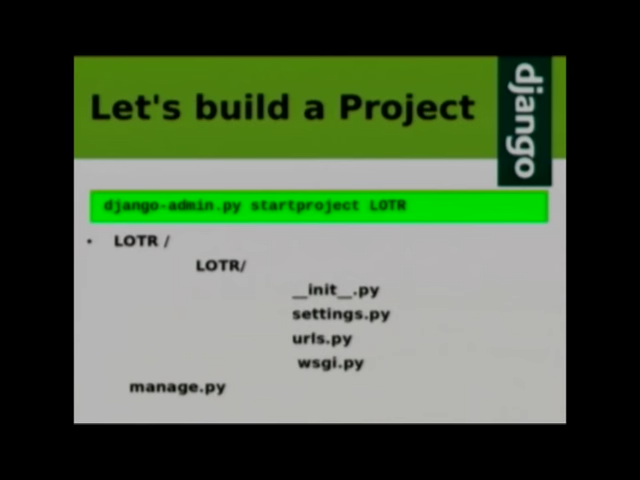 Let's build a Project
django
django-admin.py startproject LOTR
• LOTR /
LOTR/
__init__.py
settings.py
urls.py
wsgi.py
manage.py